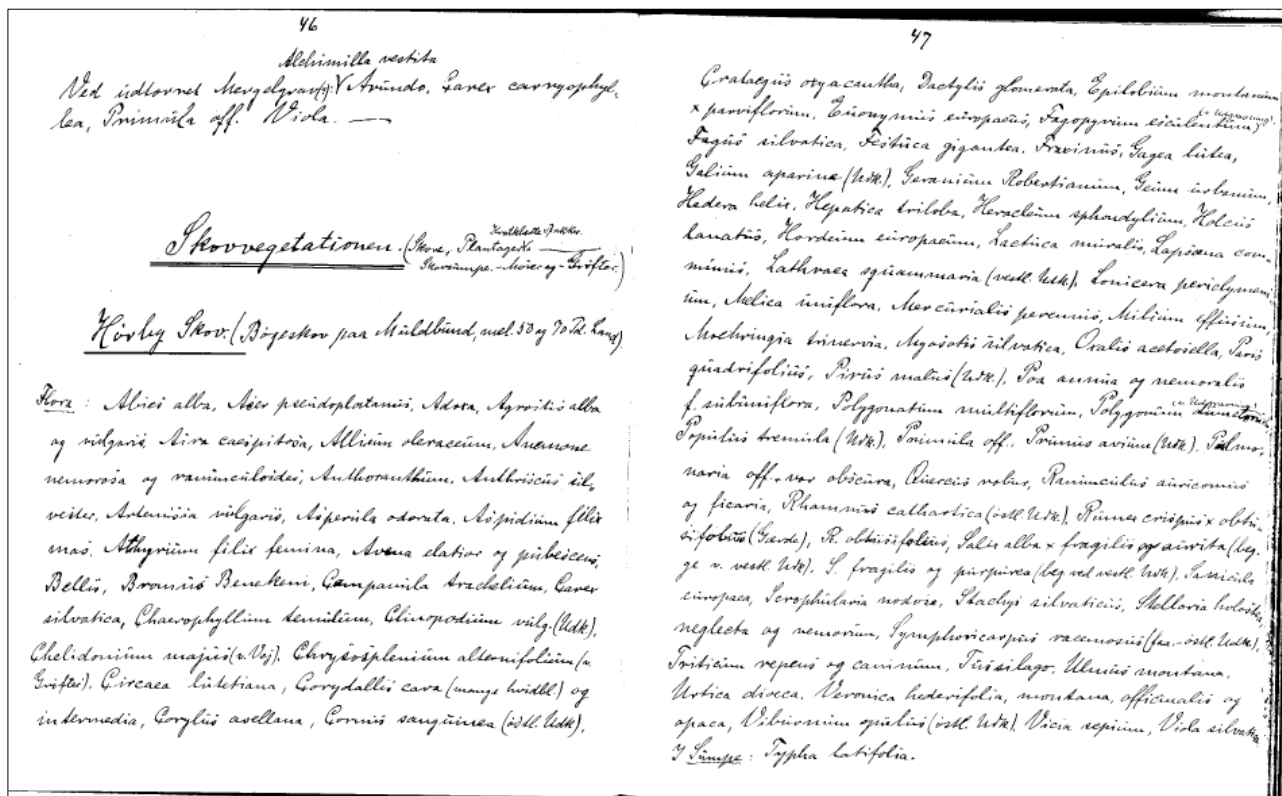 46
Alchimilla vestita
Ved udtørret Mergelgrav(s): V Arundo. Carex caryophyl-
lea, Primula off. Viola. —
Skovvegetationen. (Skove, Plantager,
Kratklædte Bakker.
Skovsumpe. - Moser og - Grøfter.)
Hørby Skov. (Bøgeskov paa Muldbund, mel. 50 og 70 Td. Land)
Flora: Abies alba, Acer pseudoplatanus, Adoxa, Agrostis alba
og vulgaris, Aira caespitosa, Allium oleraceum, Anemone
nemorosa og ranunculoides, Anthoxanthum, Anthriscus sil-
vester, Artemisia vulgaris, Asperula odorata, Aspidium filix
mas, Athyrium filix femina, Avena elatior og pubescens,
Bellis, Bromus Benekeni, Campanula trachelium, Carex
silvatica, Chaerophyllum temulum, Clinopodium vulg. (Udk),
Chelidonium majus (v. Vej). Chrysosplenium alternifolium (v.
Grøfter), Circaea lutetiana, Corydallis cava (mange hvidbl.) og
intermedia, Corylus avellana, Cornus sanguinea (østl. Udk),
47
Crataegus oxyacantha, Dactylis glomerata, Epilobium montanum
x parviflorum, Euonymus europaeus, Fagopyrum esculentum,
Fagus silvatica, Festuca gigantea. Fraxinus, Gagea lutea,
Galium aparine (Udk.), Geranium Robertianum, Geum urbanum,
Hedera helix, Hepatica triloba, Heracleum sphondylium, Holcus
lanatus, Hordeum europaeum, Lactuca muralis, Lapsana com-
munis, Lathraea squammaria (vestl. Udk.), Lonicera periclymen-
um, Melica uniflora, Mercurialis perennis, Milium effusum,
Moehringia trinervia, Myosotis silvatica, Oxalis acetosella, Paris
quadrifolius, Pirus malus (Udk.), Poa annua og nemoralis
f. subuniflora, Polygonatum multiflorum, Polygonum
Populus tremula (Udk.), Primula off. Prunus avium (Udk). Pulmo-
naria off. var obscura, Quercus robur, Ranunculus auricomus
og ficaria, Rhamnus cathartica (østl. Udk), Rumex crispus x obtu-
sifolius (Gærde), R. obtusifolius, Salix alba x fragilis og aurita (beg-
ge v. vestl. Udk), S. fragilis og purpurea (beg ved vestl. Udk), Sanicula
europaea, Scrophularia nodosa, Stachys silvaticus, Stellaria holostea,
neglecta og nemorum, Symphoricarpus racemosus (østl. Udk),
Triticum repens og caninum, Tussilago. Ulmus montana.
Urtica dioeca. Veronica hederifolia, montana, officinalis og
opaca, Viburnum opulus (østl. Udk). Vicia sepium, Viola silvatica
I Sumpe: Typha latifolia.